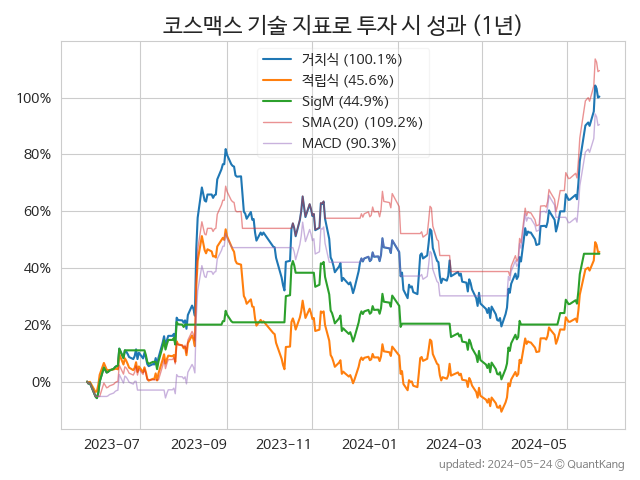 코스맥스 기술 지표로 투자 시 성과 (1년)
거치식 (100.1%)
적립식 (45.6%)
SigM (44.9%)
SMA(20) (109.2%)
MACD (90.3%)
100%
80%
60%
40%
20%
0%
2023-07 2023-09 2023-11 2024-01 2024-03 2024-05
updated: 2024-05-24 © QuantKang